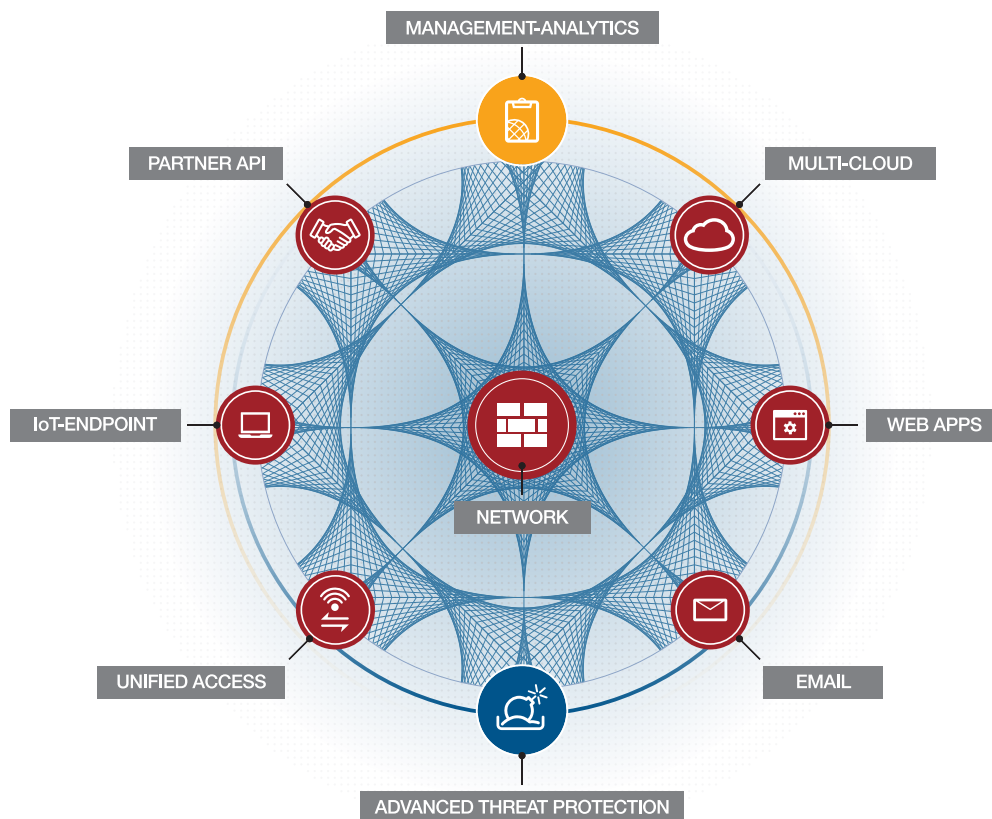 MANAGEMENT-ANALYTICS
PARTNER API
MULTI-CLOUD
IoT-ENDPOINT
WEB APPS
NETWORK
UNIFIED ACCESS
EMAIL
ADVANCED THREAT PROTECTION